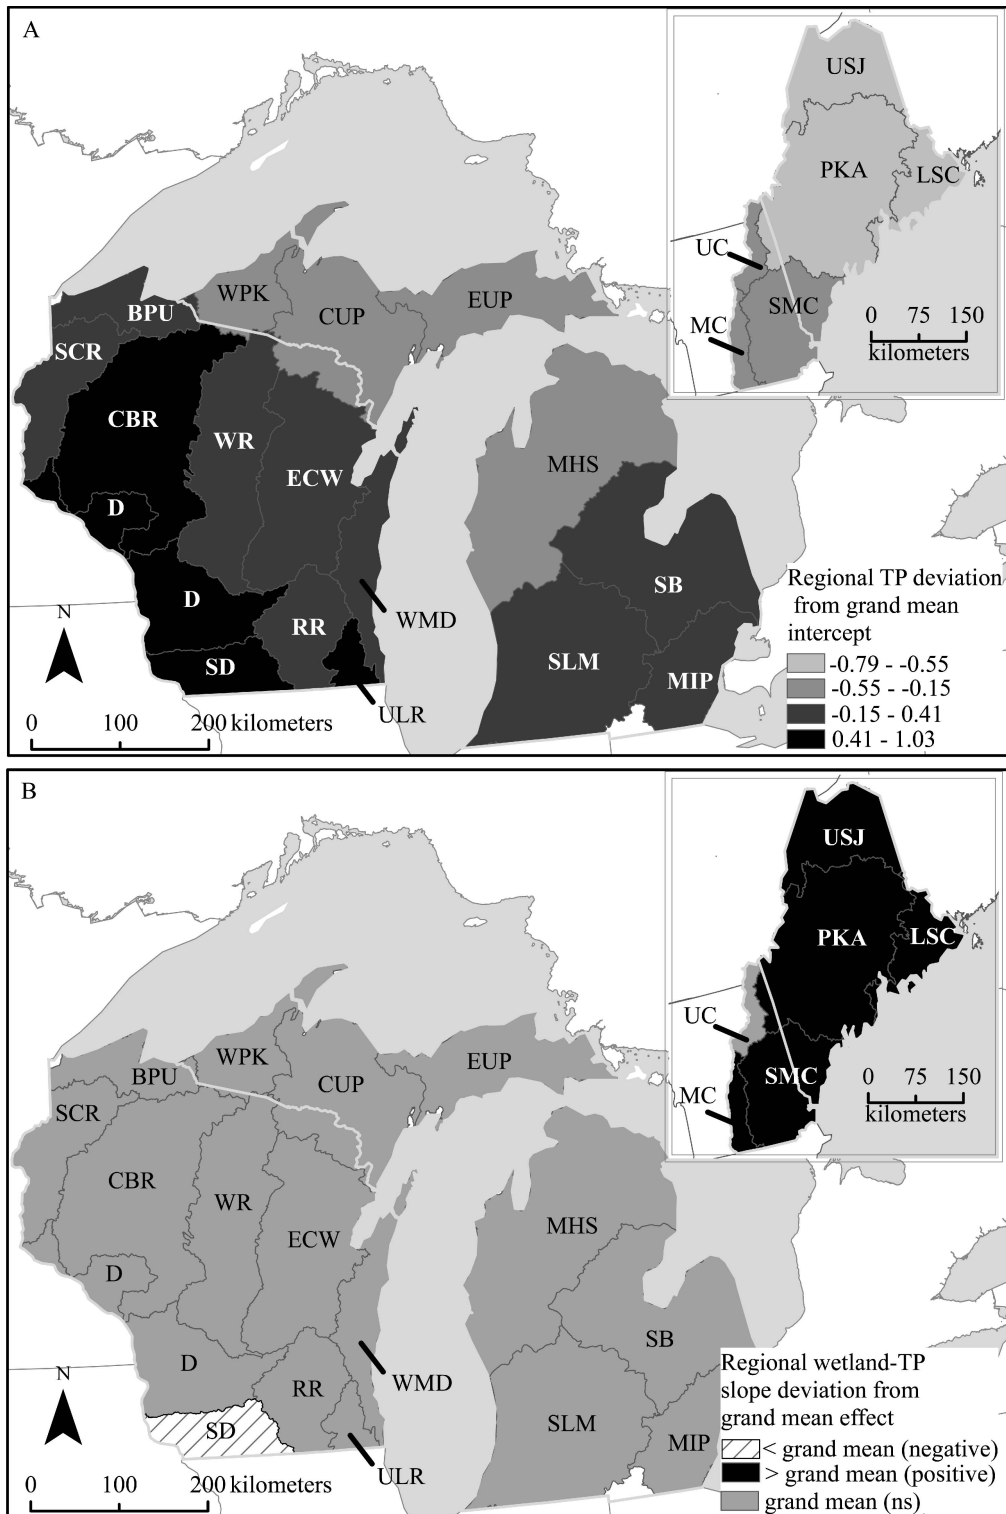 A
USJ
PKA
LSC
UC
SMC
MC
0 75 150
kilometers
WPK
EUP
CUP
BPU
SCR
CBR
WR
ECW
MHS
D
D
SB
RR
WMD
SLM
SD
MIP
ULR
N
0 100 200 kilometers
Regional TP deviation
from grand mean
intercept
-0.79 - -0.55
-0.55 - -0.15
-0.15 - 0.41
0.41 - 1.03
B
USJ
PKA
LSC
UC
SMC
MC
0 75 150
kilometers
WPK
EUP
BPU
CUP
SCR
CBR
WR
MHS
ECW
D
SB
D
RR
WMD
SLM
SD
MIP
ULR
N
0 100 200 kilometers
Regional wetland-TP
slope deviation from
grand mean effect
< grand mean (negative)
> grand mean (positive)
grand mean (ns)